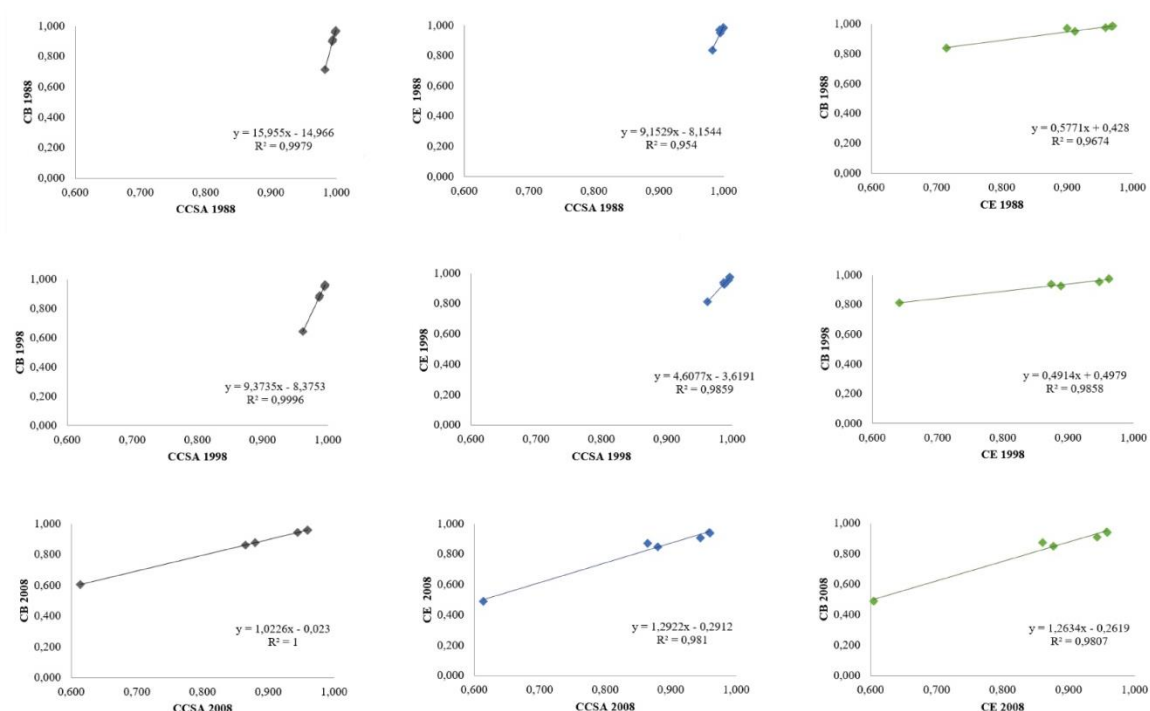 1,000
0,800
0,600
0,400
0,200
0,000
CB 1988
y = 15,955x - 14,966
R² = 0,9979
0,600 0,700 0,800 0,900 1,000
CCSA 1988
1,000
0,800
0,600
0,400
0,200
0,000
CE 1988
y = 9,1529x - 8,1544
R² = 0,954
0,600 0,700 0,800 0,900 1,000
CCSA 1988
1,000
0,800
0,600
0,400
0,200
0,000
CB 1988
y = 0,5771x + 0,428
R² = 0,9674
0,600 0,700 0,800 0,900 1,000
CE 1988
1,000
0,800
0,600
0,400
0,200
0,000
CB 1998
y = 9,3735x - 8,3753
R² = 0,9996
0,600 0,700 0,800 0,900 1,000
CCSA 1998
1,000
0,800
0,600
0,400
0,200
0,000
CE 1998
y = 4,6077x - 3,6191
R² = 0,9859
0,600 0,700 0,800 0,900 1,000
CCSA 1998
1,000
0,800
0,600
0,400
0,200
0,000
CB 1998
y = 0,4914x + 0,4979
R² = 0,9858
0,600 0,700 0,800 0,900 1,000
CE 1998
1,000
0,800
0,600
0,400
0,200
0,000
CB 2008
y = 1,0226x - 0,023
R² = 1
0,600 0,700 0,800 0,900 1,000
CCSA 2008
1,000
0,800
0,600
0,400
0,200
0,000
CE 2008
y = 1,2922x - 0,2912
R² = 0,981
0,600 0,700 0,800 0,900 1,000
CCSA 2008
1,000
0,800
0,600
0,400
0,200
0,000
CB 2008
y = 1,2634x - 0,2619
R² = 0,9807
0,600 0,700 0,800 0,900 1,000
CE 2008